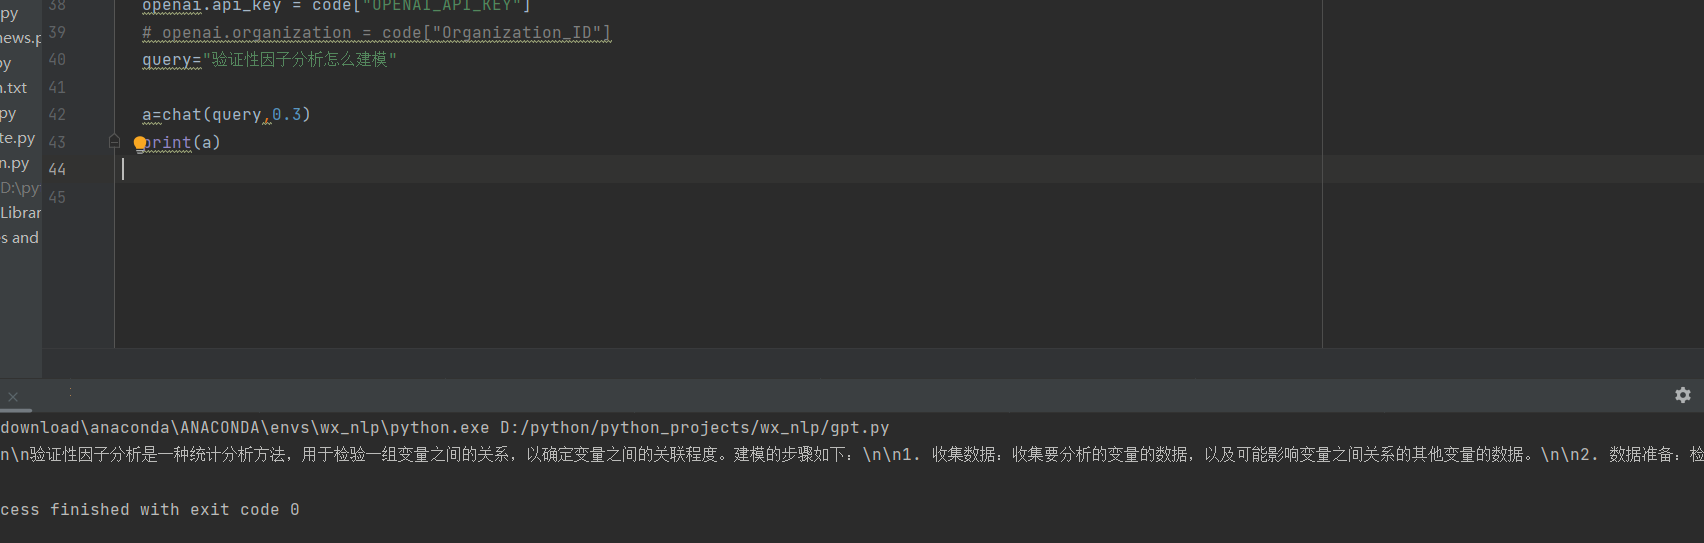 py
38 openai.api_key = code["OPENAI_API_KEY"]
news.p
39 # openai.organization = code["Organization_ID"]
py
40 query="验证性因子分析怎么建模"
n.txt
41
py
42 a=chat(query,0.3)
te.py
43 print(a)
n.py
44
D:\py
45
Librar
es and
download\anaconda\ANACONDA\envs\wx_nlp\python.exe D:/python/python_projects/wx_nlp/gpt.py
n\n验证性因子分析是一种统计分析方法，用于检验一组变量之间的关系，以确定变量之间的关联程度。建模的步骤如下：\n\n1. 收集数据：收集要分析的变量的数据，以及可能影响变量之间关系的其他变量的数据。\n\n2. 数据准备：检
cess finished with exit code 0